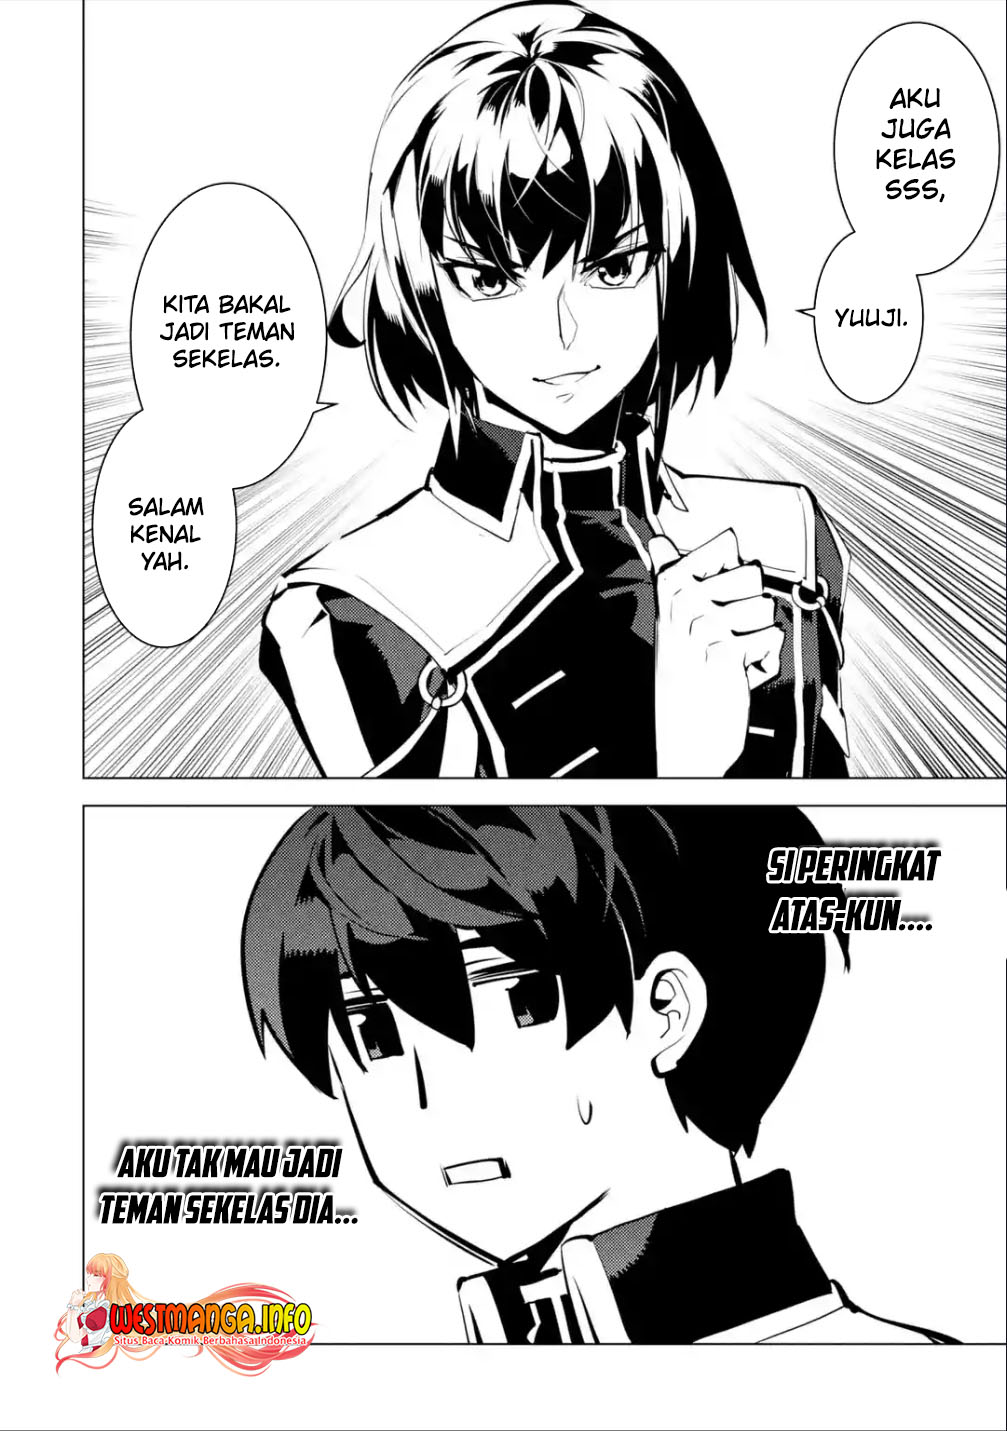 AKU
JUGA
KELAS
SSS,
YUUJI.
KITA BAKAL
JADI TEMAN
SEKELAS.
SALAM
KENAL
YAH.
SI PERINGKAT
ATAS-KUN....
AKU TAK MAU JADI
TEMAN SEKELAS DIA...
WESTMANGA.INFO
Situs Baca Komik Berbahasa Indonesia